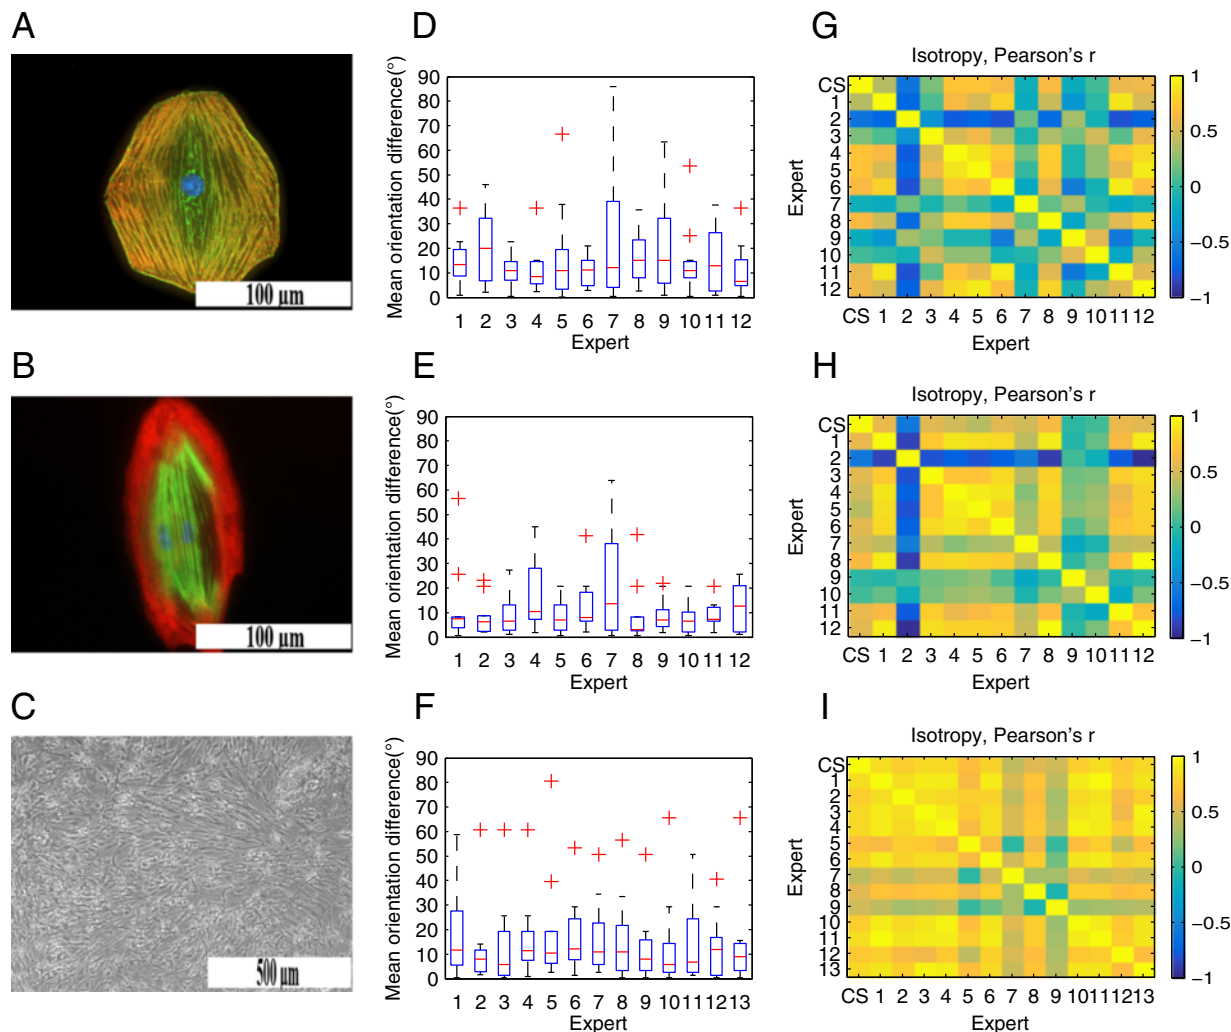 A
D
G
Isotropy, Pearson's r
Mean orientation difference(°)
90
80
70
60
50
40
30
20
10
0
1 2 3 4 5 6 7 8 9 10 11 12
Expert
100 µm
Expert
CS
1
2
3
4
5
6
7
8
9
10
11
12
CS 1 2 3 4 5 6 7 8 9 10 11 12
Expert
1
0.5
0
−0.5
−1
B
E
H
Isotropy, Pearson's r
Mean orientation difference(°)
90
80
70
60
50
40
30
20
10
0
1 2 3 4 5 6 7 8 9 10 11 12
Expert
100 µm
Expert
CS
1
2
3
4
5
6
7
8
9
10
11
12
CS 1 2 3 4 5 6 7 8 9 10 11 12
Expert
1
0.5
0
−0.5
−1
C
F
I
Isotropy, Pearson's r
Mean orientation difference(°)
90
80
70
60
50
40
30
20
10
0
1 2 3 4 5 6 7 8 9 10 11 12 13
Expert
500 µm
Expert
CS
1
2
3
4
5
6
7
8
9
10
11
12
13
CS 1 2 3 4 5 6 7 8 9 10 11 12 13
Expert
1
0.5
0
−0.5
−1